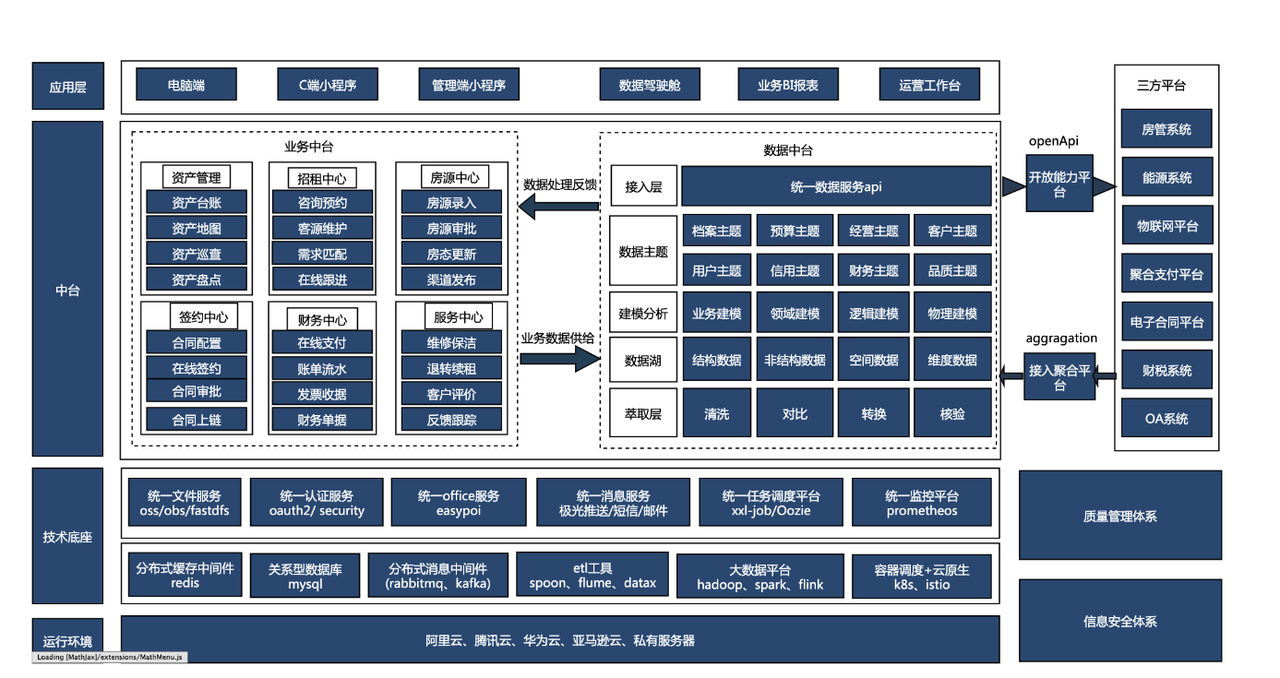 应用层
电脑端
C端小程序
管理端小程序
数据驾驶舱
业务BI报表
运营工作台
中台
业务中台
资产管理
资产台账
资产地图
资产巡查
资产盘点
招租中心
咨询预约
客源维护
需求匹配
在线跟进
房源中心
房源录入
房源审批
房态更新
渠道发布
签约中心
合同配置
在线签约
合同审批
合同上链
财务中心
在线支付
账单流水
发票收据
财务单据
服务中心
维修保洁
退转续租
客户评价
反馈跟踪
数据处理反馈
业务数据供给
数据中台
接入层
统一数据服务api
数据主题
档案主题
预算主题
经营主题
客户主题
用户主题
信用主题
财务主题
品质主题
建模分析
业务建模
领域建模
逻辑建模
物理建模
数据湖
结构数据
非结构数据
空间数据
维度数据
萃取层
清洗
对比
转换
核验
openApi
开放能力平
台
aggragation
接入聚合平
台
三方平台
房管系统
能源系统
物联网平台
聚合支付平台
电子合同平台
财税系统
OA系统
技术底座
统一文件服务
oss/obs/fastdfs
统一认证服务
oauth2/ security
统一office服务
easypoi
统一消息服务
极光推送/短信/邮件
统一任务调度平台
xxl-job/Oozie
统一监控平台
prometheos
分布式缓存中间件
redis
关系型数据库
mysql
分布式消息中间件
(rabbitmq、kafka)
etl工具
spoon、flume、datax
大数据平台
hadoop、spark、flink
容器调度+云原生
k8s、istio
质量管理体系
信息安全体系
运行环境
阿里云、腾讯云、华为云、亚马逊云、私有服务器
Loading [MathJax]/extensions/MathMenu.js